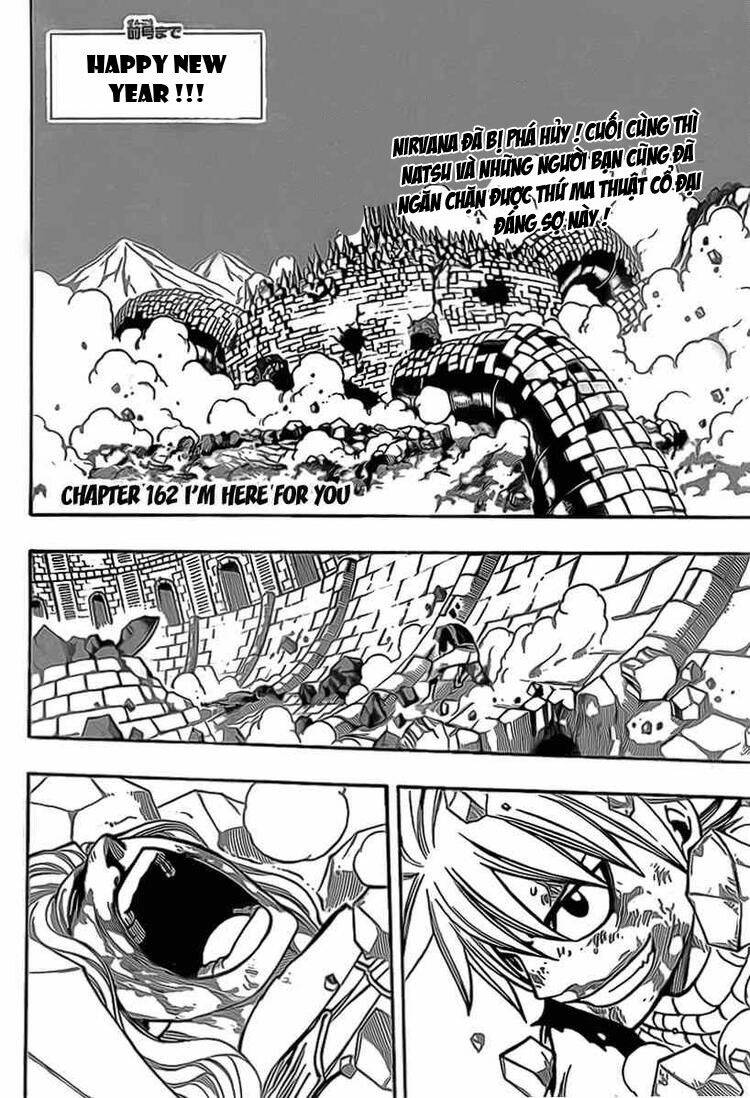 前号まで
HAPPY NEW
YEAR !!!
NIRVANA ĐÃ BỊ PHÁ HỦY ! CUỐI CÙNG THÌ
NATSU VÀ NHỮNG NGƯỜI BẠN CŨNG ĐÃ
NGĂN CHẶN ĐƯỢC THỨ MA THUẬT CỔ ĐẠI
ĐÁNG SỢ NÀY !
CHAPTER 162 I'M HERE FOR YOU